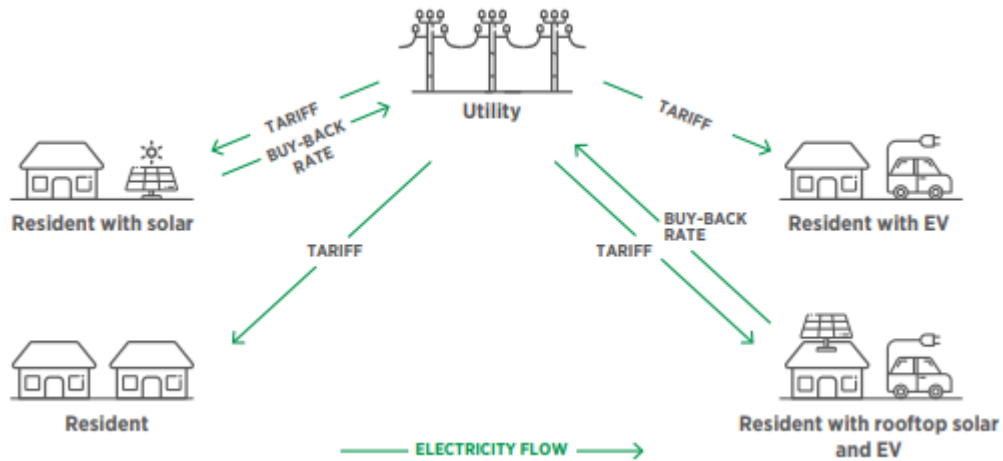 Utility
TARIFF
BUY-BACK
RATE
TARIFF
Resident with solar
Resident with EV
TARIFF
BUY-BACK
RATE
TARIFF
Resident
Resident with rooftop solar
and EV
ELECTRICITY FLOW